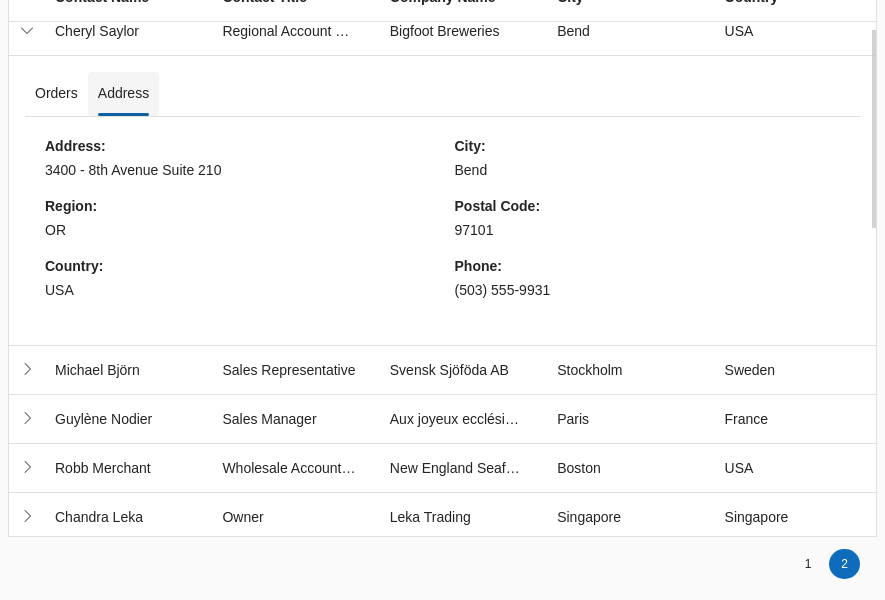 Contact Name Contact Title Company Name City Country
Cheryl Saylor Regional Account ... Bigfoot Breweries Bend USA
Orders Address
Address: City:
3400 - 8th Avenue Suite 210 Bend
Region: Postal Code:
OR 97101
Country: Phone:
USA (503) 555-9931
Michael Björn Sales Representative Svensk Sjöföda AB Stockholm Sweden
Guylène Nodier Sales Manager Aux joyeux ecclési... Paris France
Robb Merchant Wholesale Account... New England Seaf... Boston USA
Chandra Leka Owner Leka Trading Singapore Singapore
1 2